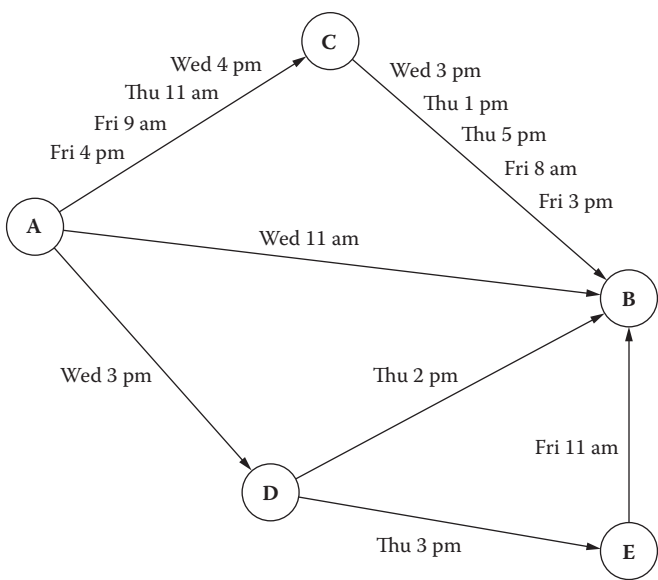 C
Wed 4 pm
Wed 3 pm
Thu 11 am
Thu 1 pm
Fri 9 am
Thu 5 pm
Fri 4 pm
Fri 8 am
Fri 3 pm
A
Wed 11 am
B
Wed 3 pm
Thu 2 pm
Fri 11 am
D
Thu 3 pm
E